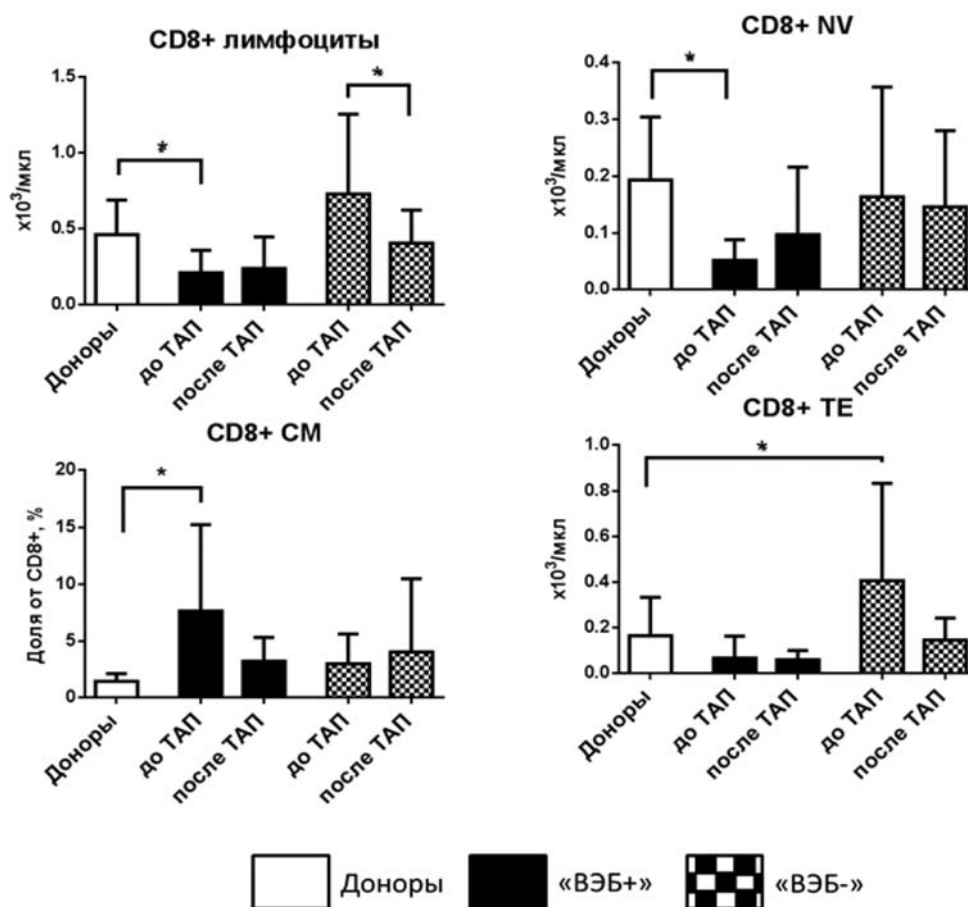 CD8+ лимфоциты
x10³/мкл
1.5
1.0
0.5
0.0
*
*
Доноры
до ТАП
после ТАП
до ТАП
после ТАП
CD8+ NV
x10³/мкл
0.4
0.3
0.2
0.1
0.0
*
Доноры
до ТАП
после ТАП
до ТАП
после ТАП
CD8+ CM
Доля от CD8+, %
20
15
10
5
0
*
Доноры
до ТАП
после ТАП
до ТАП
после ТАП
CD8+ TE
x10³/мкл
1.0
0.8
0.6
0.4
0.2
0.0
*
Доноры
до ТАП
после ТАП
до ТАП
после ТАП
Доноры «ВЭБ+» «ВЭБ-»